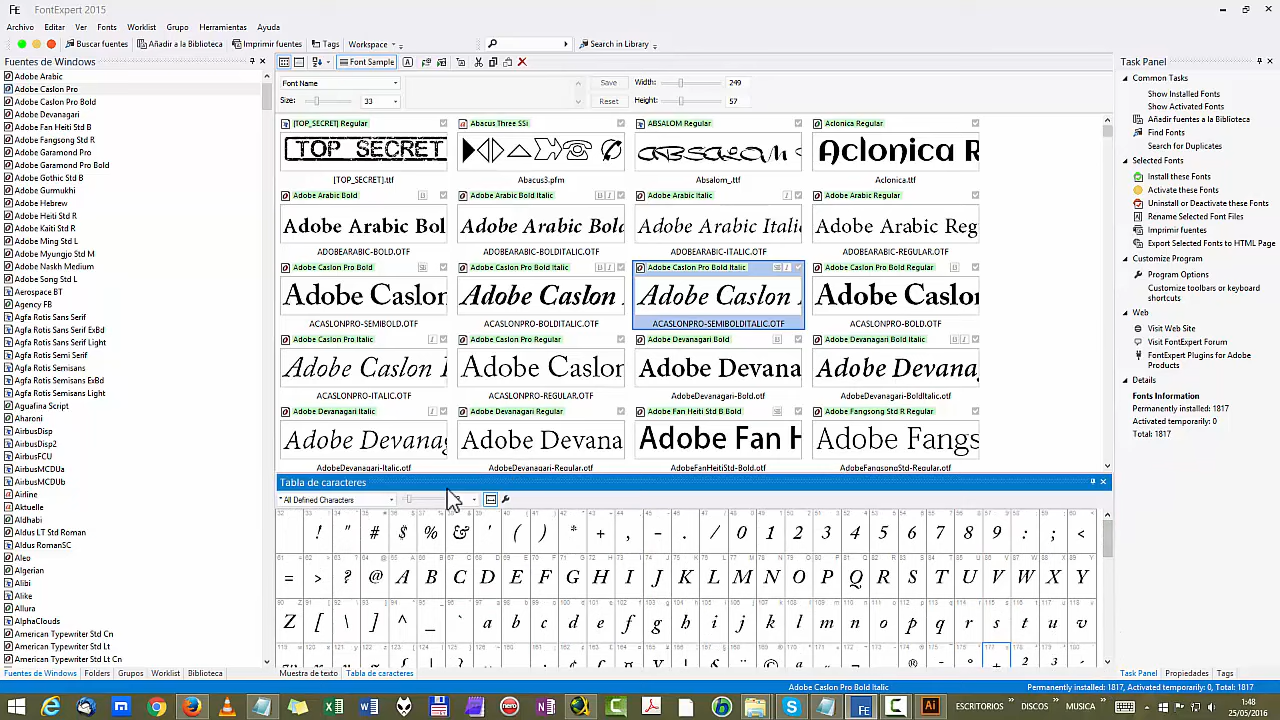 FE FontExpert 2015
Archivo Editar Ver Fonts Worklist Grupo Herramientas Ayuda
Buscar fuentes Añadir a la Biblioteca Imprimir fuentes Tags Workspace Search in Library
Fuentes de Windows
Adobe Arabic
Adobe Caslon Pro
Adobe Caslon Pro Bold
Adobe Devanagari
Adobe Fan Heiti Std B
Adobe Fangsong Std R
Adobe Garamond Pro
Adobe Garamond Pro Bold
Adobe Gothic Std B
Adobe Gurmukhi
Adobe Hebrew
Adobe Heiti Std R
Adobe Kaiti Std R
Adobe Ming Std L
Adobe Myungjo Std M
Adobe Naskh Medium
Adobe Song Std L
Aerospace BT
Agency FB
Agfa Rotis Sans Serif
Agfa Rotis Sans Serif ExBd
Agfa Rotis Sans Serif Light
Agfa Rotis Semi Serif
Agfa Rotis Semisans
Agfa Rotis Semisans ExBd
Agfa Rotis Semisans Light
Aguafina Script
Aharoni
AirbusDisp
AirbusDisp2
AirbusFCU
AirbusMCDUa
AirbusMCDUb
Airline
Aktuelle
Aldhabi
Aldus LT Std Roman
Aldus RomanSC
Alep
Algerian
Alibi
Alike
Allura
AlphaClouds
American Typewriter Std Cn
American Typewriter Std Lt
American Typewriter Std Lt Cn
Fuentes de Windows Folders Grupos Worklist Biblioteca
Font Sample
Font Name Save Width: 249
Size: 33 Reset Height: 57
[TOP_SECRET] Regular Abacus Three SSi ABSALOM Regular Aclonica Regular
TOP SECRET Absalom Aclonica R
[TOP_SECRET].ttf Abacus3.pfm Absalom_.ttf Aclonica.ttf
Adobe Arabic Bold Adobe Arabic Bold Italic Adobe Arabic Italic Adobe Arabic Regular
Adobe Arabic Bol Adobe Arabic Bold Adobe Arabic Itali Adobe Arabic Reg
ADOBEARABIC-BOLD.OTF ADOBEARABIC-BOLDITALIC.OTF ADOBEARABIC-ITALIC.OTF ADOBEARABIC-REGULAR.OTF
Adobe Caslon Pro Bold Adobe Caslon Pro Bold Italic Adobe Caslon Pro Bold Italic Adobe Caslon Pro Bold Regular
Adobe Caslon Adobe Caslon Adobe Caslon Adobe Caslo
ACASLONPRO-SEMIBOLD.OTF ACASLONPRO-BOLDITALIC.OTF ACASLONPRO-SEMIBOLDITALIC.OTF ACASLONPRO-BOLD.OTF
Adobe Caslon Pro Italic Adobe Caslon Pro Regular Adobe Devanagari Bold Adobe Devanagari Bold Italic
Adobe Caslon Adobe Caslon Adobe Devana Adobe Devana
ACASLONPRO-ITALIC.OTF ACASLONPRO-REGULAR.OTF AdobeDevanagari-Bold.otf AdobeDevanagari-BoldItalic.otf
Adobe Devanagari Italic Adobe Devanagari Regular Adobe Fan Heiti Std B Bold Adobe Fangsong Std R Regular
Adobe Devanag Adobe Devana Adobe Fan H Adobe Fangs
AdobeDevanagari-Italic.otf AdobeDevanagari-Regular.otf AdobeFanHeitiStd-Bold.otf AdobeFangsongStd-Regular.otf
Tabla de caracteres
* All Defined Characters
! " # $ % & ' ( ) * + , - . / 0 1 2 3 4 5 6 7 8 9 : ; <
= > ? @ A B C D E F G H I J K L M N O P Q R S T U V W X Y
Z [ \ ] ^ _ ` a b c d e f g h i j k l m n o p q r s t u v
Muestra de texto Tabla de caracteres
Task Panel
Common Tasks
Show Installed Fonts
Show Activated Fonts
Añadir fuentes a la Biblioteca
Find Fonts
Search for Duplicates
Selected Fonts
Install these Fonts
Activate these Fonts
Uninstall or Deactivate these Fonts
Rename Selected Font Files
Imprimir fuentes
Export Selected Fonts to HTML Page
Customize Program
Program Options
Customize toolbars or keyboard
shortcuts
Web
Visit Web Site
Visit FontExpert Forum
FontExpert Plugins for Adobe
Products
Details
Fonts Information
Permanently installed: 1817
Activated temporarily: 0
Total: 1817
Task Panel Propiedades Tags
Adobe Caslon Pro Bold Italic Permanently installed: 1817, Activated temporarily: 0, Total: 1817
ESCRITORIOS DISCOS MUSICA
1:48
25/05/2016